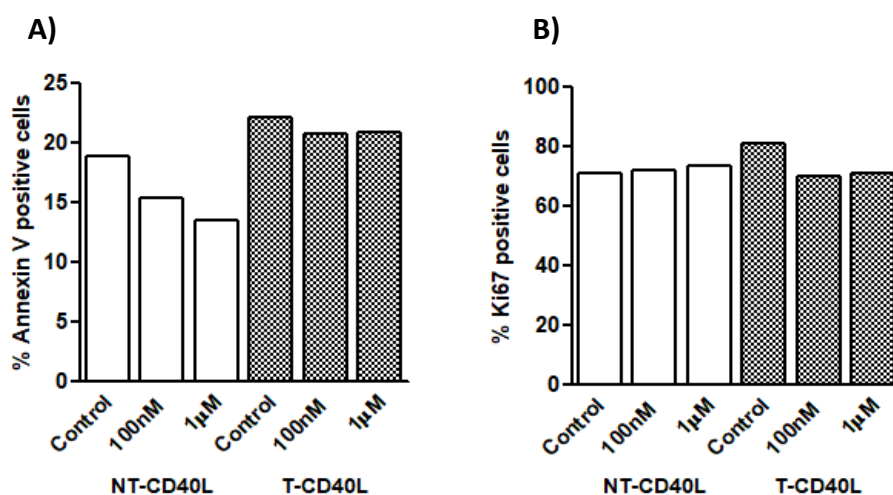 A)
% Annexin V positive cells
25
20
15
10
5
0
Control
100nM
1µM
Control
100nM
1µM
NT-CD40L
T-CD40L
B)
% Ki67 positive cells
100
80
60
40
20
0
Control
100nM
1µM
Control
100nM
1µM
NT-CD40L
T-CD40L